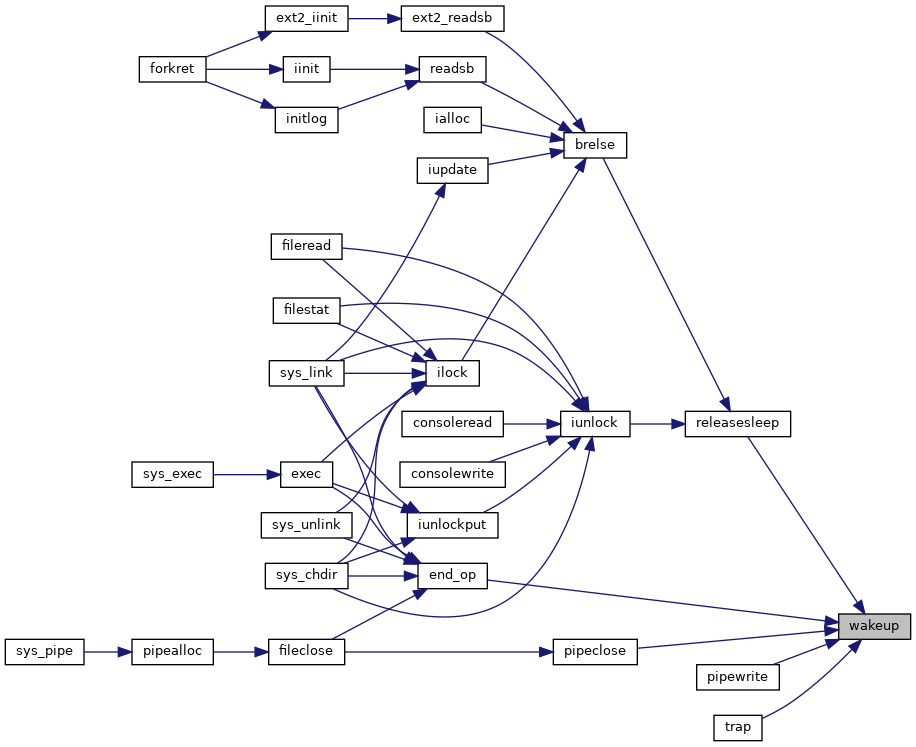 ext2_iinit
ext2_readsb
forkret
iinit
readsb
initlog
ialloc
brelse
iupdate
fileread
filestat
sys_link
ilock
consoleread
iunlock
releasesleep
sys_exec
exec
consolewrite
sys_unlink
iunlockput
sys_chdir
end_op
wakeup
sys_pipe
pipealloc
fileclose
pipeclose
pipewrite
trap